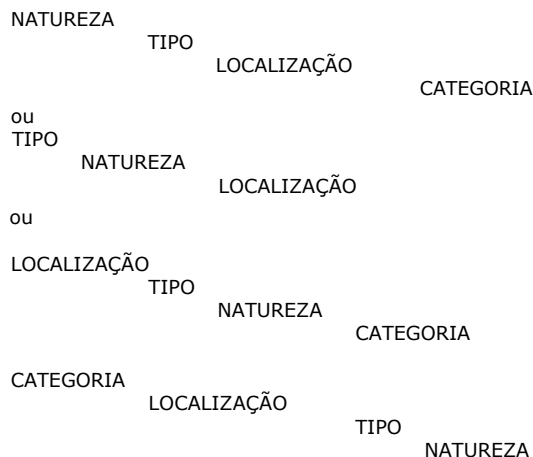 NATUREZA
TIPO
LOCALIZAÇÃO
CATEGORIA
ou
TIPO
NATUREZA
LOCALIZAÇÃO
ou
LOCALIZAÇÃO
TIPO
NATUREZA
CATEGORIA
CATEGORIA
LOCALIZAÇÃO
TIPO
NATUREZA